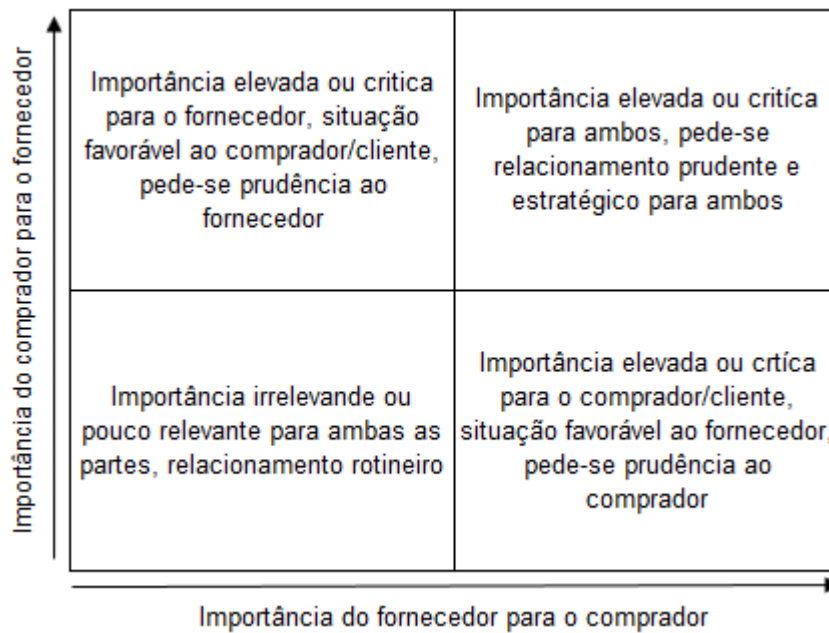 Importância do comprador para o fornecedor
Importância elevada ou critica
para o fornecedor, situação
favorável ao comprador/cliente,
pede-se prudência ao
fornecedor
Importância elevada ou critíca
para ambos, pede-se
relacionamento prudente e
estratégico para ambos
Importância irrelevande ou
pouco relevante para ambas as
partes, relacionamento rotineiro
Importância elevada ou crtíca
para o comprador/cliente,
situação favorável ao fornecedor,
pede-se prudência ao
comprador
Importância do fornecedor para o comprador